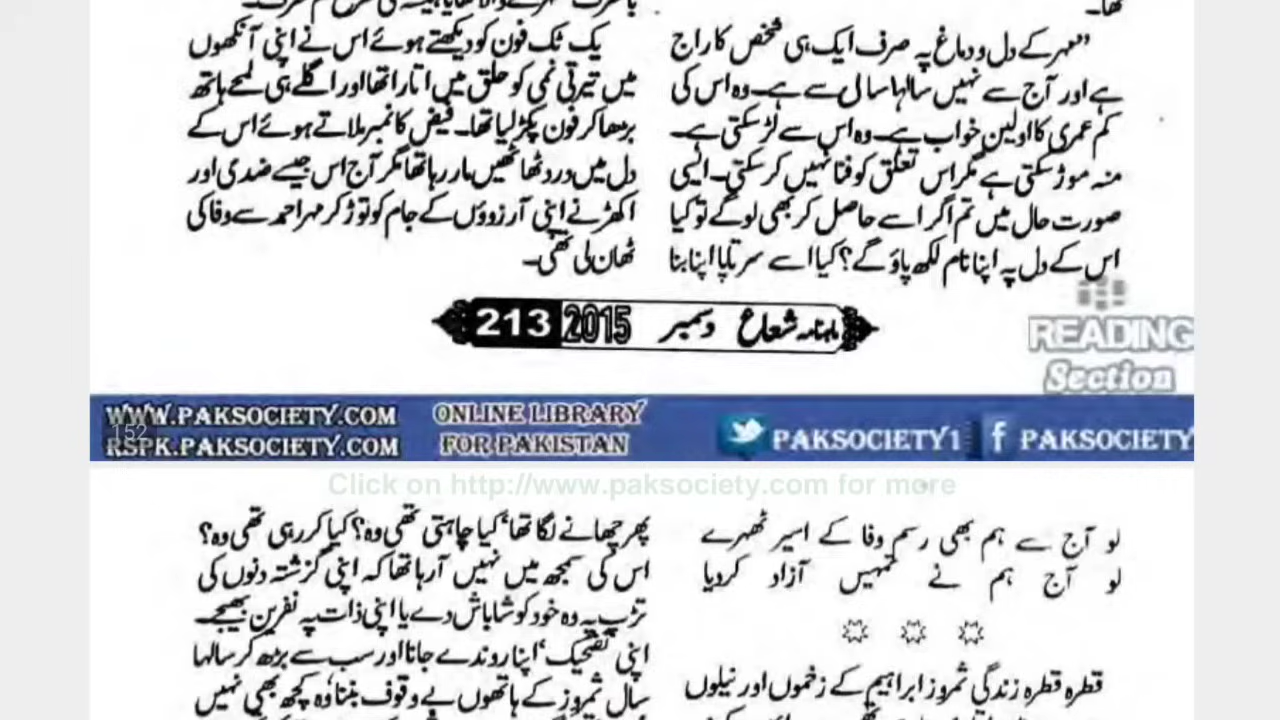 تھا۔
”مہر کے دل و دماغ پہ صرف ایک ہی شخص کا راج
ہے اور آج سے نہیں سالہا سال سے ہے۔ وہ اس کی
کم عمری کا اولین خواب ہے۔ وہ اس سے لڑ سکتی ہے۔
منہ موڑ سکتی ہے مگر اس تعلق کو فنا نہیں کر سکتی۔ ایسی
صورت حال میں تم اگر اسے حاصل کر بھی لو گے تو کیا
اس کے دل پہ اپنا نام لکھ پاؤ گے؟ کیا اسے سرتاپا اپنا بنا
یک ٹک فون کو دیکھتے ہوئے اس نے اپنی آنکھوں
میں تیرتی نمی کو حلق میں اتارا تھا اور اگلے ہی لمحے ہاتھ
بڑھا کر فون پکڑ لیا تھا۔ فیض کا نمبر ملاتے ہوئے اس کے
دل میں درد ٹھاٹھیں مار رہا تھا مگر آج اس جیسے ضدی اور
اکھڑ نے اپنی آرزوؤں کے جام کو توڑ کر مہر احمد سے وفا کی
ٹھان لی تھی۔
ماہنامہ شعاع دسمبر 2015 213
READING
Section
WWW.PAKSOCIETY.COM
RSPK.PAKSOCIETY.COM
152
ONLINE LIBRARY
FOR PAKISTAN
PAKSOCIETY1
PAKSOCIETY
Click on http://www.paksociety.com for more
لو آج سے ہم بھی رسم وفا کے اسیر ٹھہرے
لو آج ہم نے تمہیں آزاد کردیا
قطرہ قطرہ زندگی ثمروز ابراہیم کے زخموں اور نیلوں
پھر چھانے لگا تھا، کیا چاہتی تھی وہ؟ کیا کر رہی تھی وہ؟
اس کی سمجھ میں نہیں آرہا تھا کہ اپنی گزشتہ دنوں کی
تڑپ پہ وہ خود کو شاباش دے یا اپنی ذات پہ نفرین بھیجے۔
اپنی تضحیک، اپنا روندے جانا اور سب سے بڑھ کر سالہا
سال ثمروز کے ہاتھوں بے وقوف بننا وہ کچھ بھی نہیں